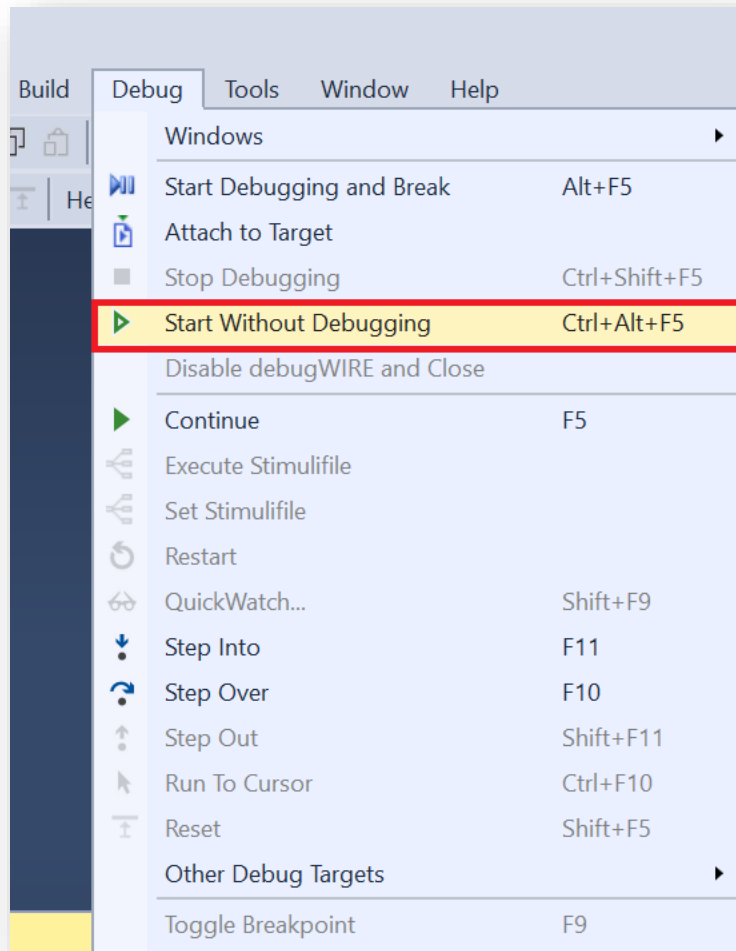 Build Debug Tools Window Help
Windows
He
Start Debugging and Break Alt+F5
Attach to Target
Stop Debugging Ctrl+Shift+F5
Start Without Debugging Ctrl+Alt+F5
Disable debugWIRE and Close
Continue F5
Execute Stimulifile
Set Stimulifile
Restart
QuickWatch... Shift+F9
Step Into F11
Step Over F10
Step Out Shift+F11
Run To Cursor Ctrl+F10
Reset Shift+F5
Other Debug Targets
Toggle Breakpoint F9